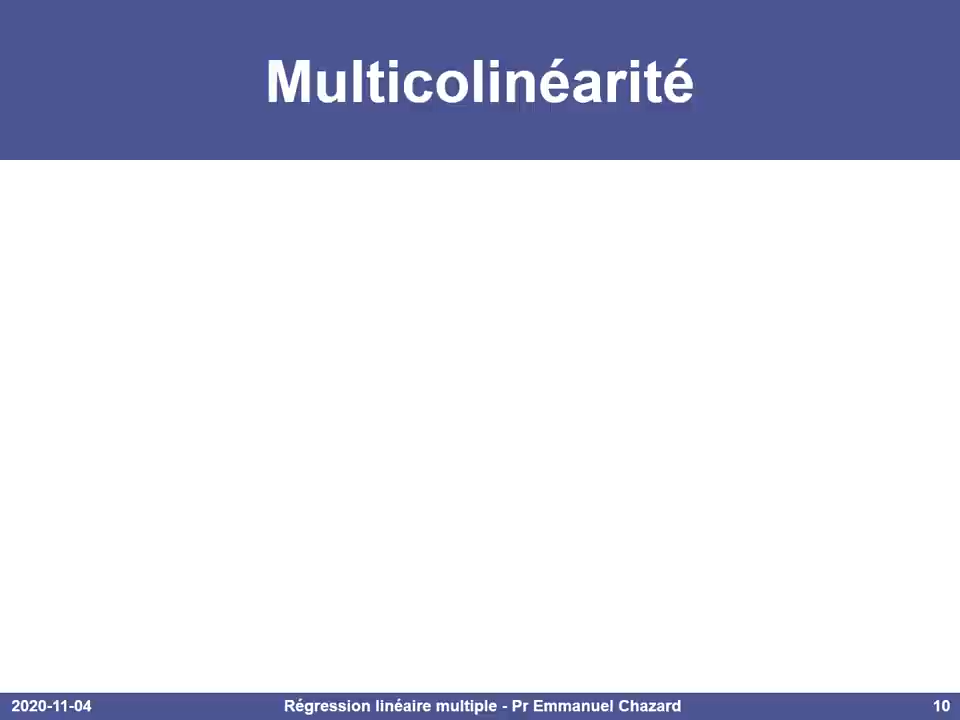 Multicolinéarité
2020-11-04
Régression linéaire multiple - Pr Emmanuel Chazard
10